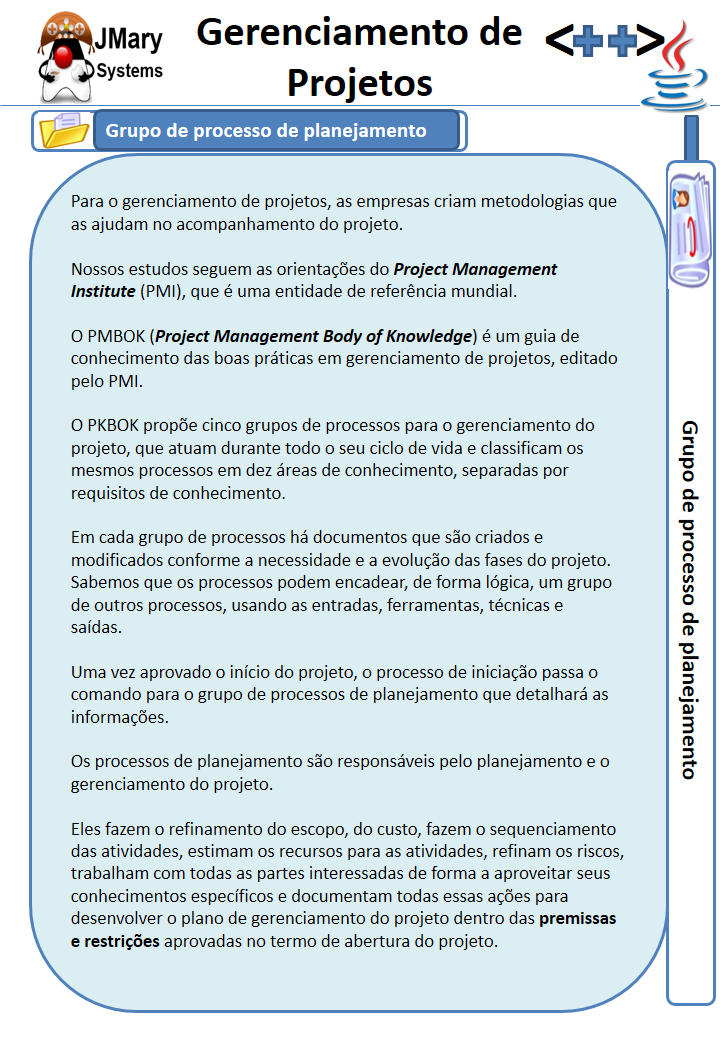 JMary
Systems
Gerenciamento de
Projetos
<++>
Grupo de processo de planejamento
Para o gerenciamento de projetos, as empresas criam metodologias que
as ajudam no acompanhamento do projeto.
Nossos estudos seguem as orientações do Project Management
Institute (PMI), que é uma entidade de referência mundial.
O PMBOK (Project Management Body of Knowledge) é um guia de
conhecimento das boas práticas em gerenciamento de projetos, editado
pelo PMI.
O PKBOK propõe cinco grupos de processos para o gerenciamento do
projeto, que atuam durante todo o seu ciclo de vida e classificam os
mesmos processos em dez áreas de conhecimento, separadas por
requisitos de conhecimento.
Em cada grupo de processos há documentos que são criados e
modificados conforme a necessidade e a evolução das fases do projeto.
Sabemos que os processos podem encadear, de forma lógica, um grupo
de outros processos, usando as entradas, ferramentas, técnicas e
saídas.
Uma vez aprovado o início do projeto, o processo de iniciação passa o
comando para o grupo de processos de planejamento que detalhará as
informações.
Os processos de planejamento são responsáveis pelo planejamento e o
gerenciamento do projeto.
Eles fazem o refinamento do escopo, do custo, fazem o sequenciamento
das atividades, estimam os recursos para as atividades, refinam os riscos,
trabalham com todas as partes interessadas de forma a aproveitar seus
conhecimentos específicos e documentam todas essas ações para
desenvolver o plano de gerenciamento do projeto dentro das premissas
e restrições aprovadas no termo de abertura do projeto.
Grupo de processo de planejamento